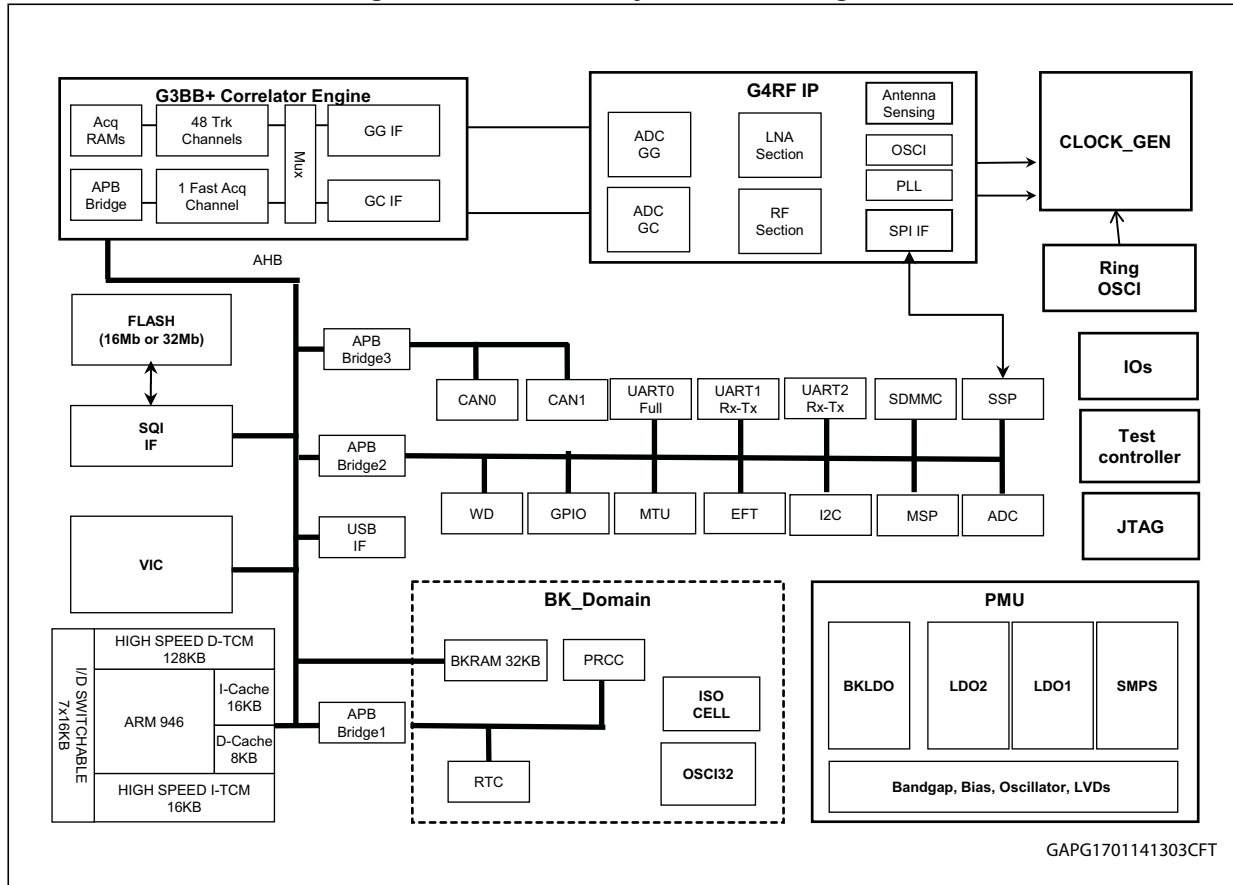 G3BB+ Correlator Engine
Acq
RAMs
48 Trk
Channels
Mux
GG IF
APB
Bridge
1 Fast Acq
Channel
GC IF
G4RF IP
ADC
GG
LNA
Section
Antenna
Sensing
OSCI
PLL
ADC
GC
RF
Section
SPI IF
CLOCK_GEN
Ring
OSCI
AHB
FLASH
(16Mb or 32Mb)
SQI
IF
VIC
APB
Bridge3
CAN0
CAN1
UART0
Full
UART1
Rx-Tx
UART2
Rx-Tx
SDMMC
SSP
APB
Bridge2
WD
GPIO
MTU
EFT
I2C
MSP
ADC
USB
IF
IOs
Test
controller
JTAG
I/D SWITCHABLE
7x16KB
HIGH SPEED D-TCM
128KB
ARM 946
I-Cache
16KB
D-Cache
8KB
HIGH SPEED I-TCM
16KB
APB
Bridge1
BK_Domain
BKRAM 32KB
PRCC
ISO
CELL
RTC
OSCI32
PMU
BKLDO
LDO2
LDO1
SMPS
Bandgap, Bias, Oscillator, LVDs
GAPG1701141303CFT